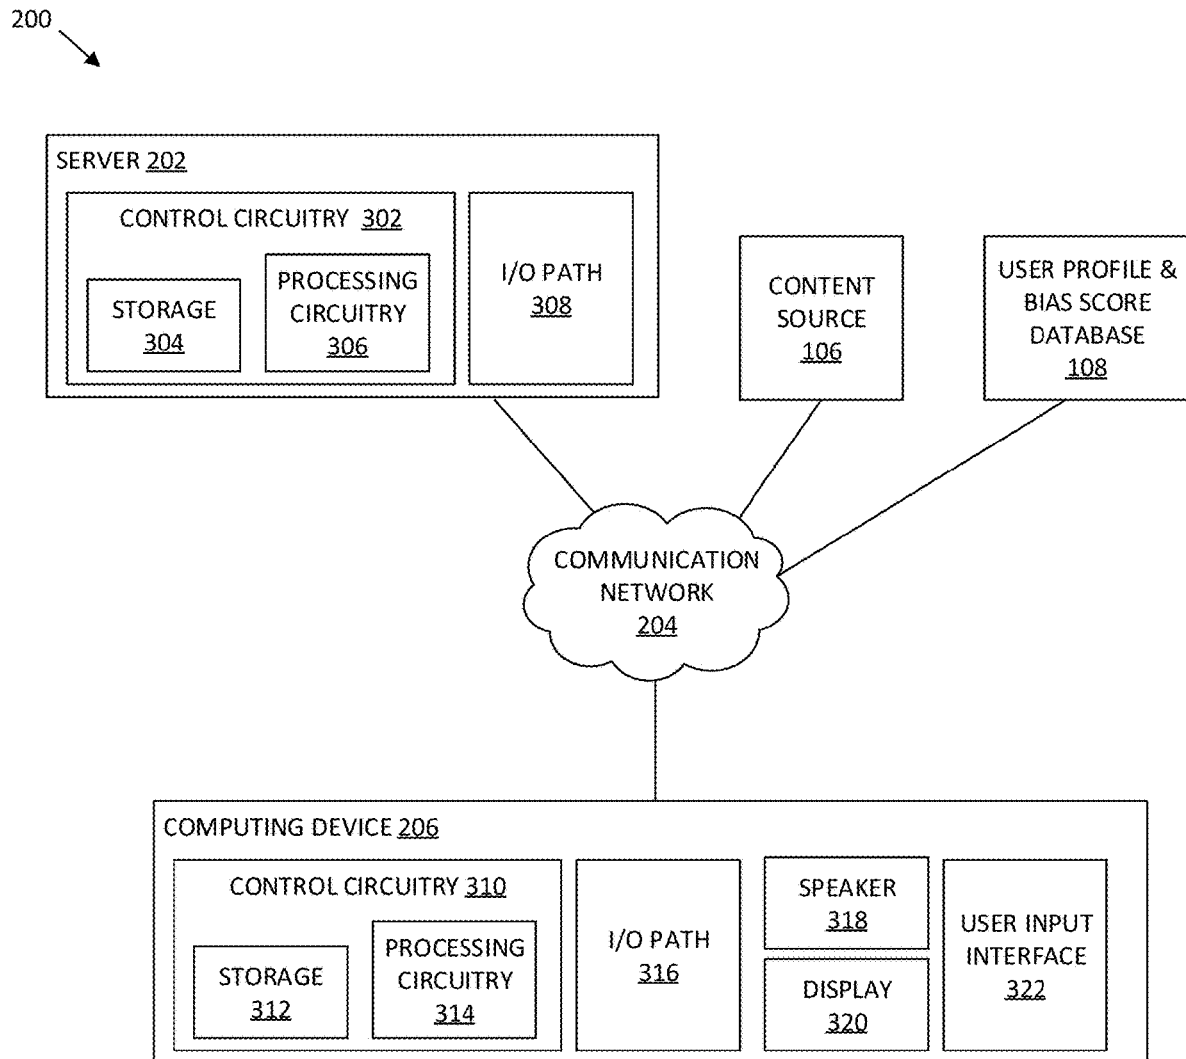 200
SERVER 202
CONTROL CIRCUITRY 302
STORAGE
304
PROCESSING
CIRCUITRY
306
I/O PATH
308
CONTENT
SOURCE
106
USER PROFILE &
BIAS SCORE
DATABASE
108
COMMUNICATION
NETWORK
204
COMPUTING DEVICE 206
CONTROL CIRCUITRY 310
STORAGE
312
PROCESSING
CIRCUITRY
314
I/O PATH
316
SPEAKER
318
DISPLAY
320
USER INPUT
INTERFACE
322